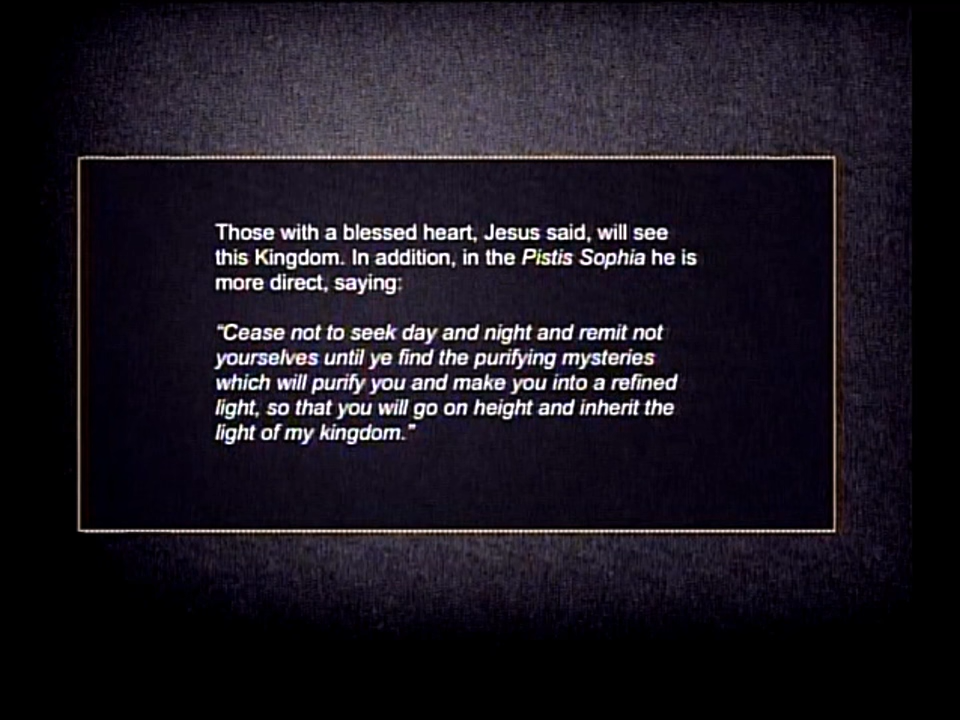 Those with a blessed heart, Jesus said, will see
this Kingdom. In addition, in the Pistis Sophia he is
more direct, saying:
“Cease not to seek day and night and remit not
yourselves until ye find the purifying mysteries
which will purify you and make you into a refined
light, so that you will go on height and inherit the
light of my kingdom.”